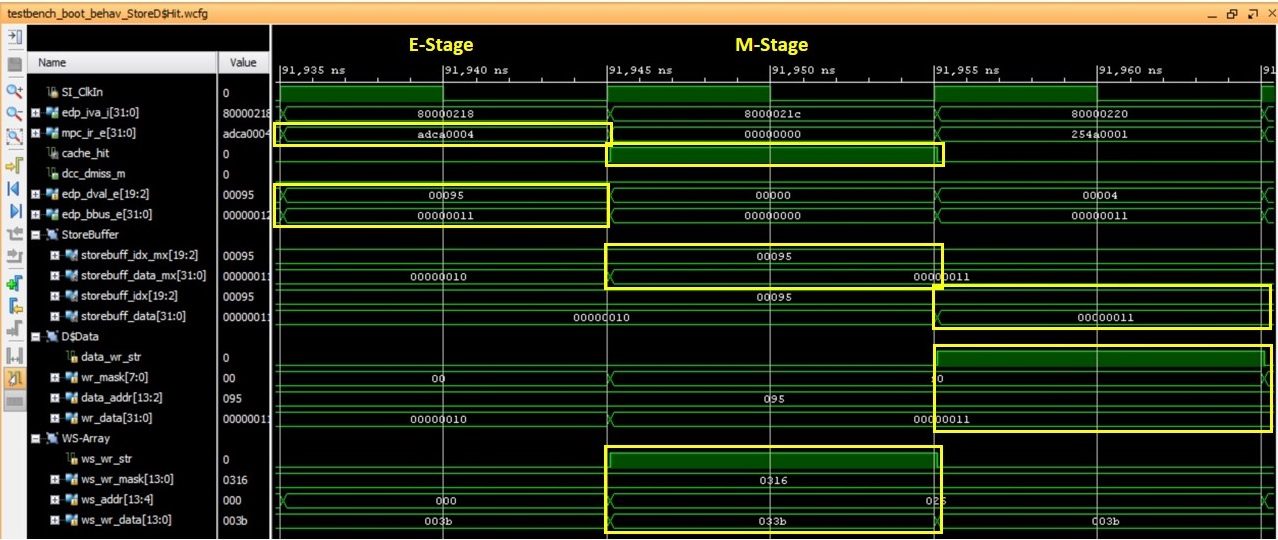 testbench_boot_behav_StoreD$Hit.wcfg
E-Stage M-Stage
Name Value 91,935 ns 91,940 ns 91,945 ns 91,950 ns 91,955 ns 91,960 ns 91
SI_ClkIn 0
edp_iva_i[31:0] 80000218 80000218 8000021c 80000220
mpc_ir_e[31:0] adca0004 adca0004 00000000 254a0001
cache_hit 0
dcc_dmiss_m 0
edp_dval_e[19:2] 00095 00095 00000 00004
edp_bbus_e[31:0] 00000012 00000011 00000000 00000011
StoreBuffer
storebuff_idx_mx[19:2] 00095 00095
storebuff_data_mx[31:0] 00000011 00000010 00000011
storebuff_idx[19:2] 00095 00095
storebuff_data[31:0] 00000011 00000010 00000011
D$Data
data_wr_str 0
wr_mask[7:0] 00 00
data_addr[13:2] 095 095
wr_data[31:0] 00000011 00000010 00000011
WS-Array
ws_wr_str 0
ws_wr_mask[13:0] 0316 0316
ws_addr[13:4] 000 000
ws_wr_data[13:0] 003b 003b 033b 003b